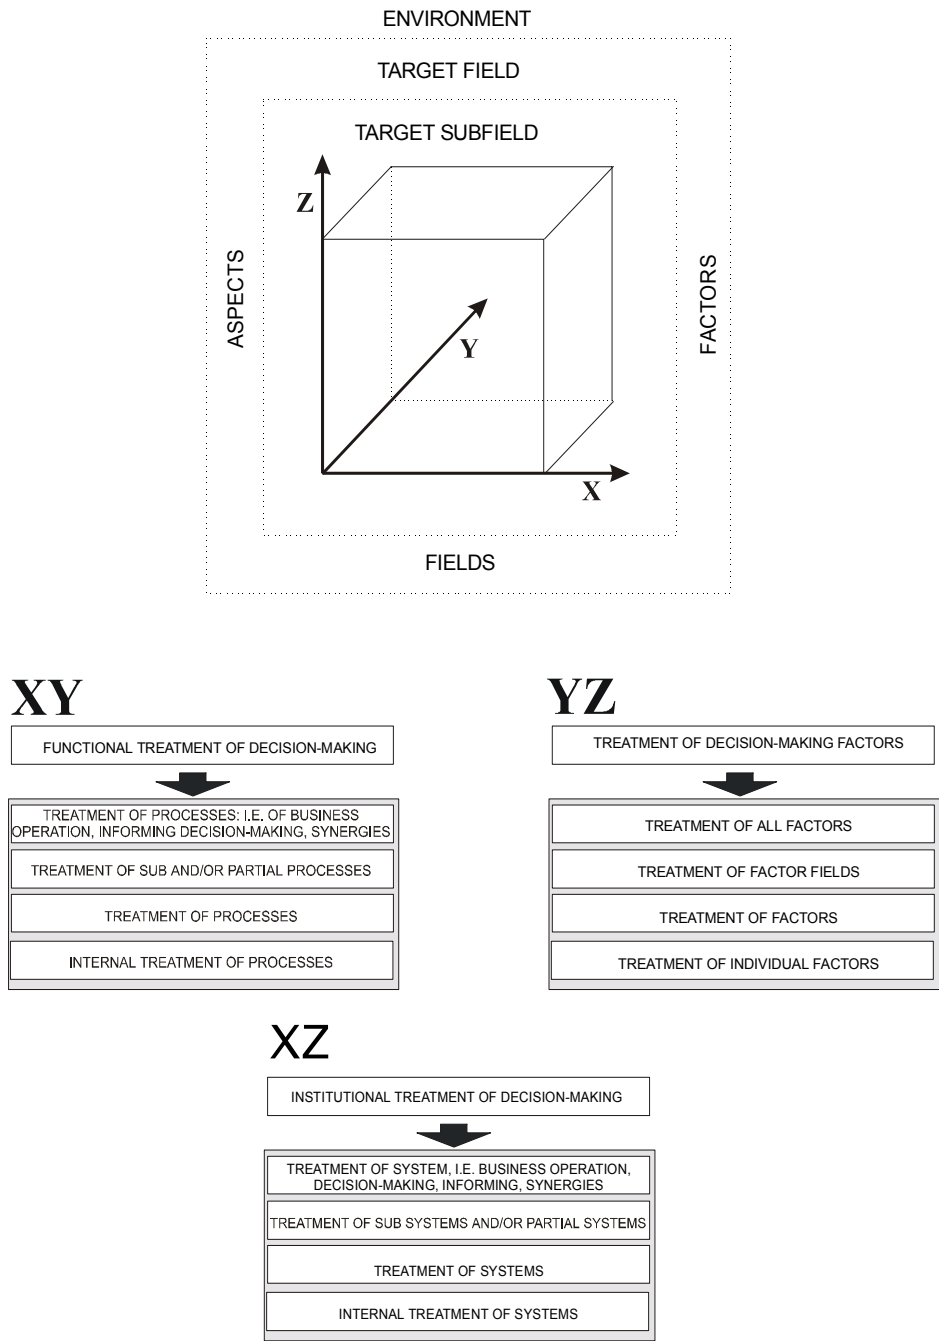 ENVIRONMENT
TARGET FIELD
TARGET SUBFIELD
Z
ASPECTS
FACTORS
Y
X
FIELDS
XY
FUNCTIONAL TREATMENT OF DECISION-MAKING
TREATMENT OF PROCESSES: I.E. OF BUSINESS
OPERATION, INFORMING DECISION-MAKING, SYNERGIES
TREATMENT OF SUB AND/OR PARTIAL PROCESSES
TREATMENT OF PROCESSES
INTERNAL TREATMENT OF PROCESSES
YZ
TREATMENT OF DECISION-MAKING FACTORS
TREATMENT OF ALL FACTORS
TREATMENT OF FACTOR FIELDS
TREATMENT OF FACTORS
TREATMENT OF INDIVIDUAL FACTORS
XZ
INSTITUTIONAL TREATMENT OF DECISION-MAKING
TREATMENT OF SYSTEM, I.E. BUSINESS OPERATION,
DECISION-MAKING, INFORMING, SYNERGIES
TREATMENT OF SUB SYSTEMS AND/OR PARTIAL SYSTEMS
TREATMENT OF SYSTEMS
INTERNAL TREATMENT OF SYSTEMS